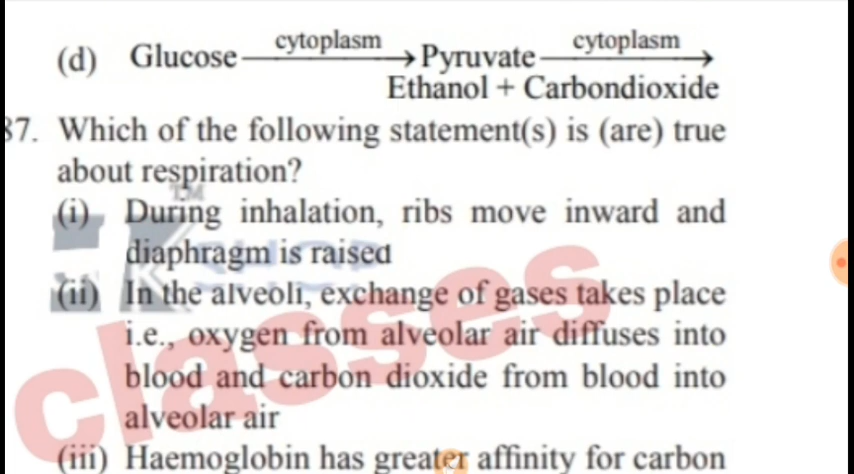 (d) Glucose cytoplasm → Pyruvate cytoplasm →
Ethanol + Carbondioxide
37. Which of the following statement(s) is (are) true
about respiration?
(i) During inhalation, ribs move inward and
diaphragm is raised
(ii) In the alveoli, exchange of gases takes place
i.e., oxygen from alveolar air diffuses into
blood and carbon dioxide from blood into
alveolar air
(iii) Haemoglobin has greater affinity for carbon
classes